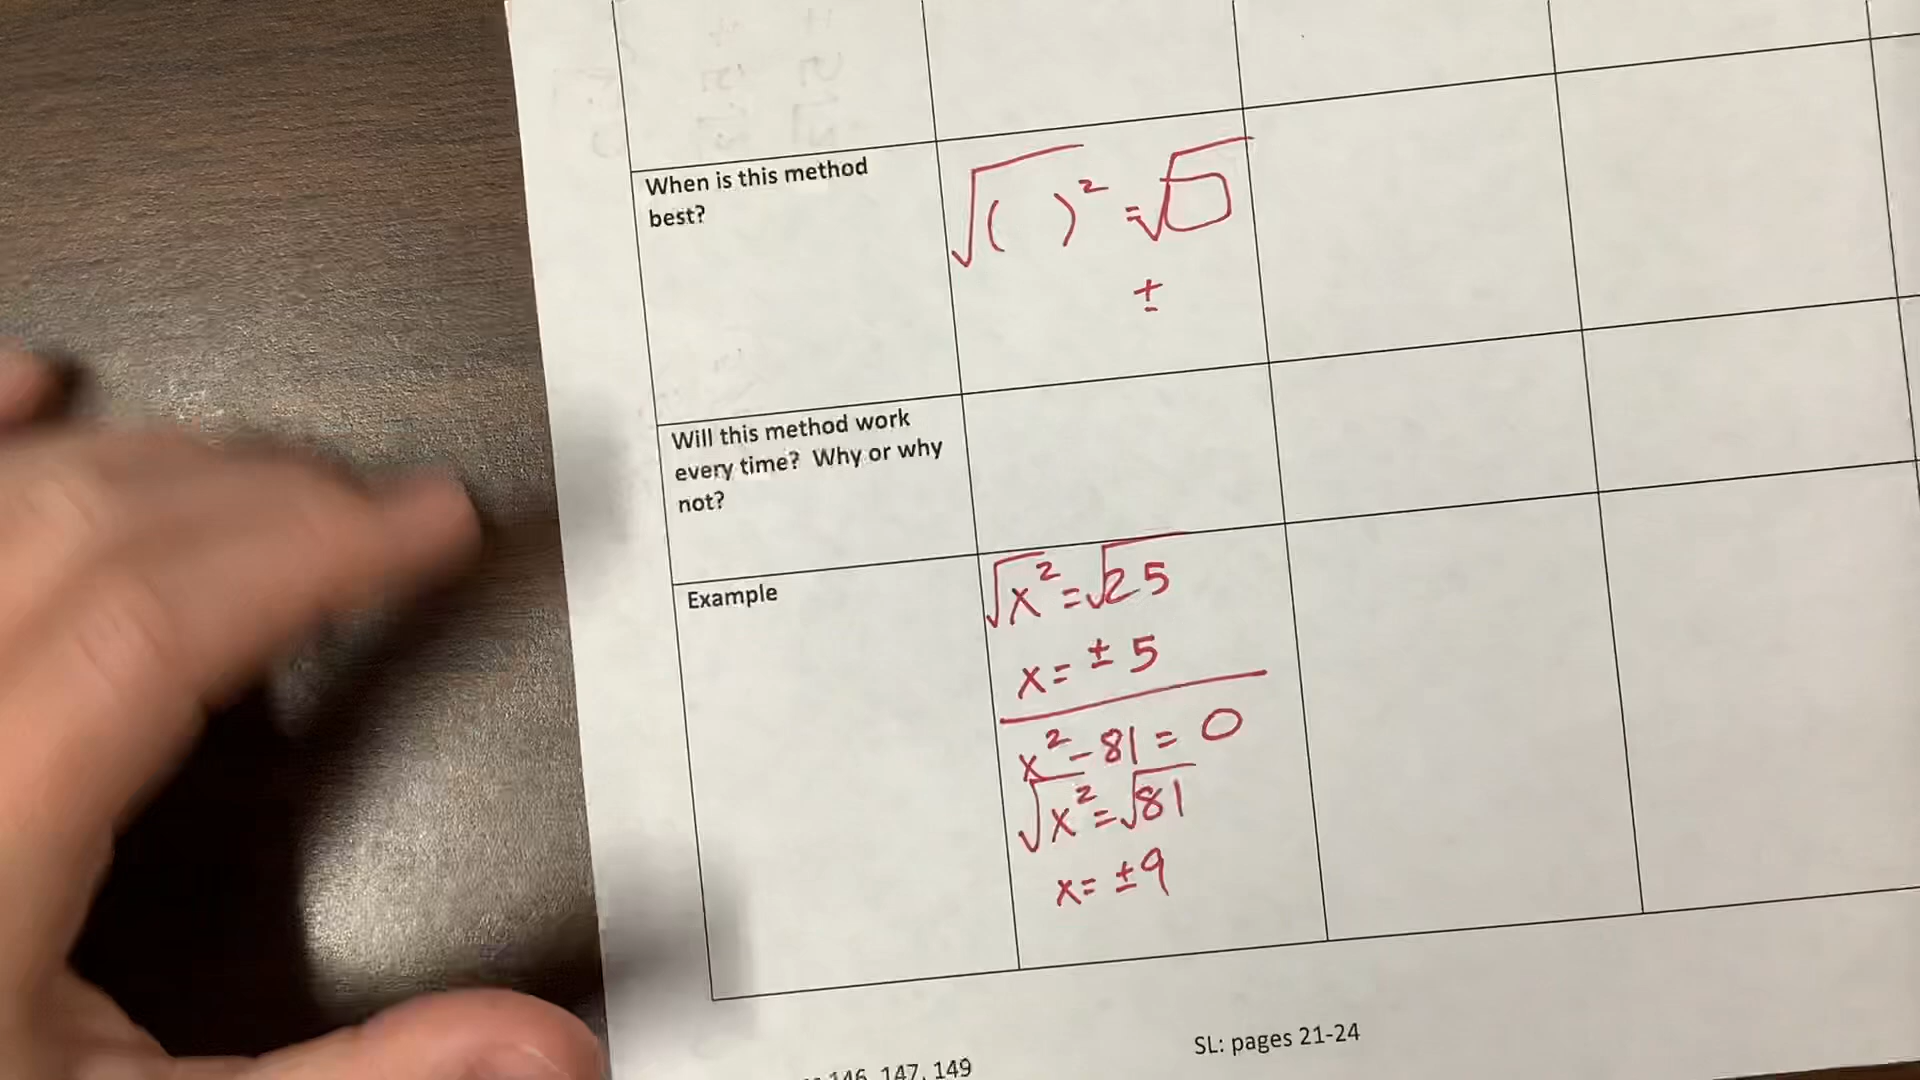 When is this method
best?
√( )² = √▢
±
Will this method work
every time? Why or why
not?
Example
√x² = √25
x = ± 5
x² - 81 = 0
√x² = √81
x = ± 9
SL: pages 21-24
146, 147, 149